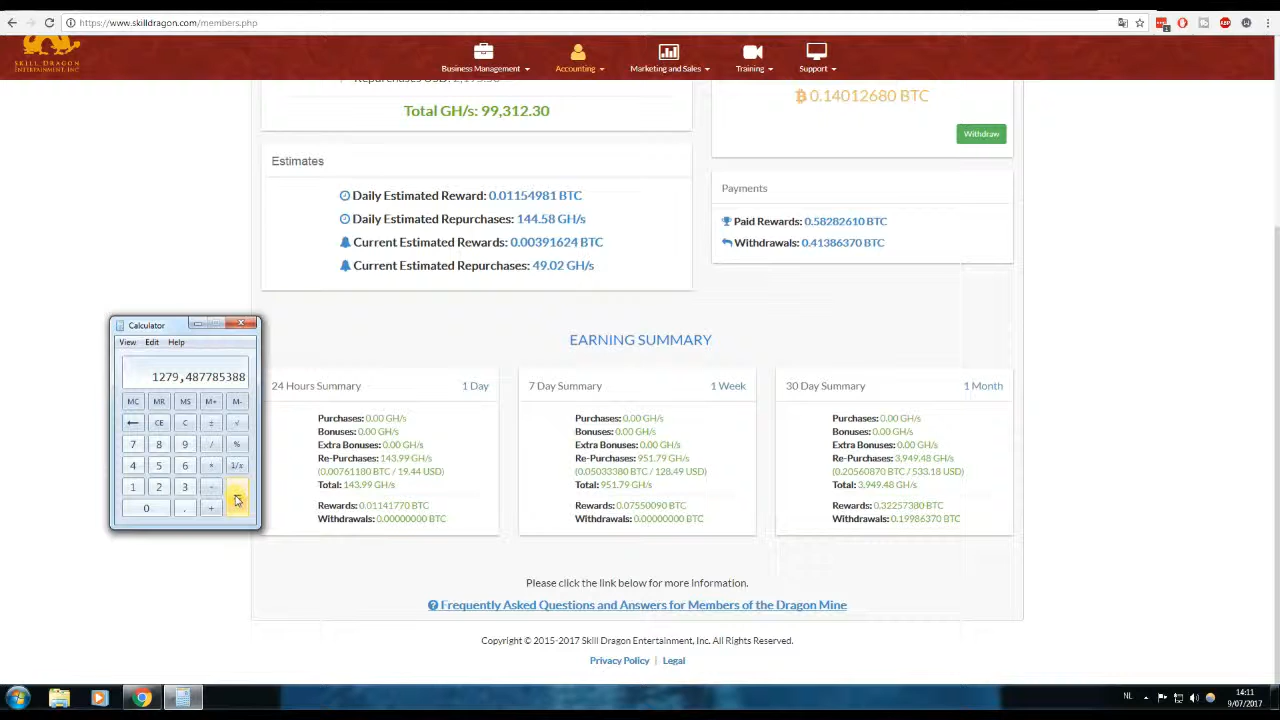 https://www.skilldragon.com/members.php
SKILL DRAGON
ENTERTAINMENT, INC
Business Management
Accounting
Marketing and Sales
Training
Support
Total GH/s: 99,312.30
0.14012680 BTC
Withdraw
Estimates
Daily Estimated Reward: 0.01154981 BTC
Daily Estimated Repurchases: 144.58 GH/s
Current Estimated Rewards: 0.00391624 BTC
Current Estimated Repurchases: 49.02 GH/s
Payments
Paid Rewards: 0.58282610 BTC
Withdrawals: 0.41386370 BTC
Calculator
View Edit Help
1279,487785388
MC MR MS M+ M-
← CE C ± √
7 8 9 / %
4 5 6 * 1/x
1 2 3 -
0 . +
EARNING SUMMARY
24 Hours Summary 1 Day
Purchases: 0.00 GH/s
Bonuses: 0.00 GH/s
Extra Bonuses: 0.00 GH/s
Re-Purchases: 143.99 GH/s
(0.00761180 BTC / 19.44 USD)
Total: 143.99 GH/s
Rewards: 0.01141770 BTC
Withdrawals: 0.00000000 BTC
7 Day Summary 1 Week
Purchases: 0.00 GH/s
Bonuses: 0.00 GH/s
Extra Bonuses: 0.00 GH/s
Re-Purchases: 951.79 GH/s
(0.05033380 BTC / 128.49 USD)
Total: 951.79 GH/s
Rewards: 0.07550090 BTC
Withdrawals: 0.00000000 BTC
30 Day Summary 1 Month
Purchases: 0.00 GH/s
Bonuses: 0.00 GH/s
Extra Bonuses: 0.00 GH/s
Re-Purchases: 3,949.48 GH/s
(0.20560870 BTC / 533.18 USD)
Total: 3,949.48 GH/s
Rewards: 0.32257380 BTC
Withdrawals: 0.19986370 BTC
Please click the link below for more information.
Frequently Asked Questions and Answers for Members of the Dragon Mine
Copyright © 2015-2017 Skill Dragon Entertainment, Inc. All Rights Reserved.
Privacy Policy | Legal
NL
14:11
9/07/2017